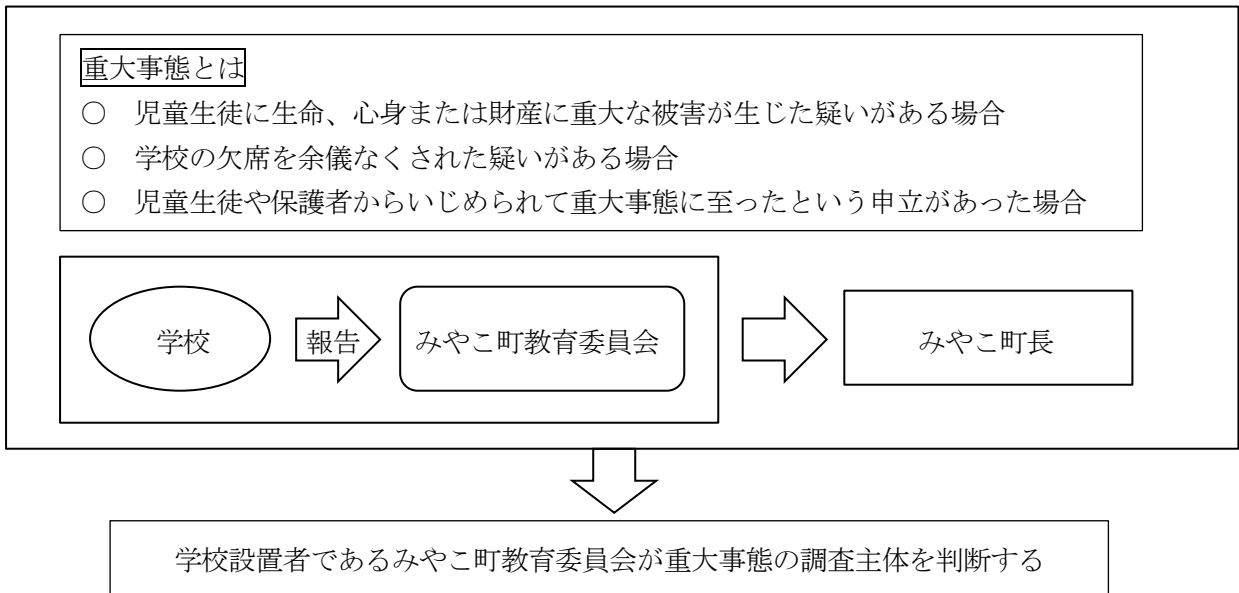 重大事態とは
○ 児童生徒に生命、心身または財産に重大な被害が生じた疑いがある場合
○ 学校の欠席を余儀なくされた疑いがある場合
○ 児童生徒や保護者からいじめられて重大事態に至ったという申立があった場合
学校
報告
みやこ町教育委員会
みやこ町長
学校設置者であるみやこ町教育委員会が重大事態の調査主体を判断する